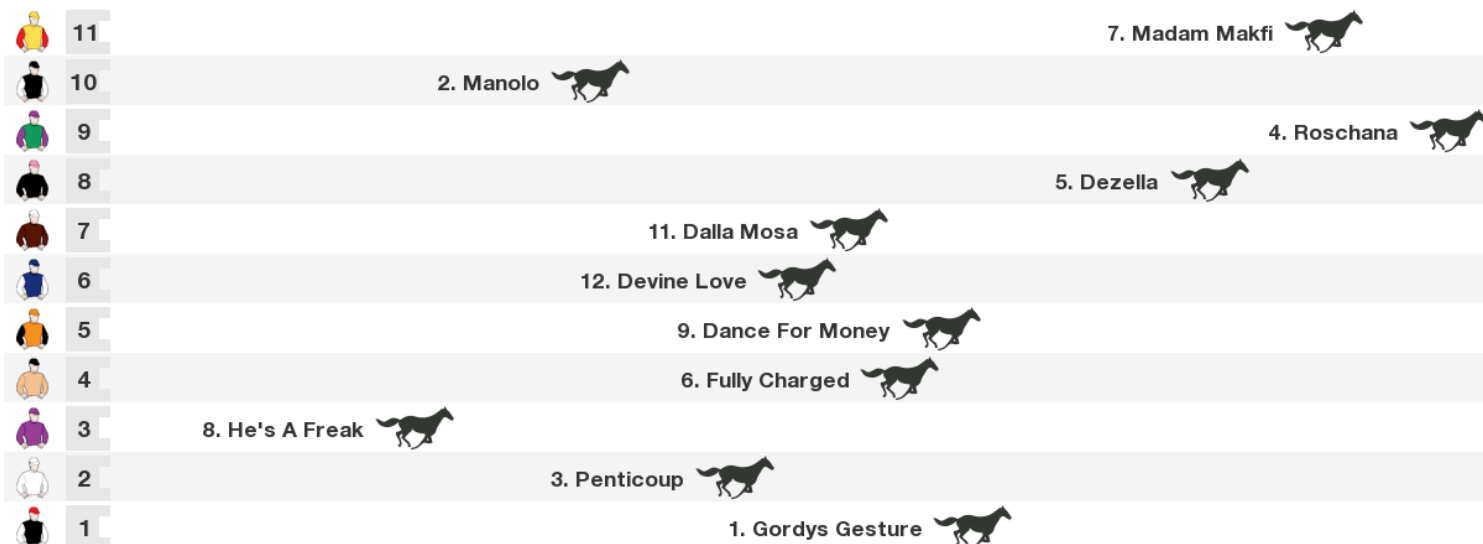 11 7. Madam Makfi
10 2. Manolo
9 4. Roschana
8 5. Dezella
7 11. Dalla Mosa
6 12. Devine Love
5 9. Dance For Money
4 6. Fully Charged
3 8. He's A Freak
2 3. Penticoup
1 1. Gordys Gesture